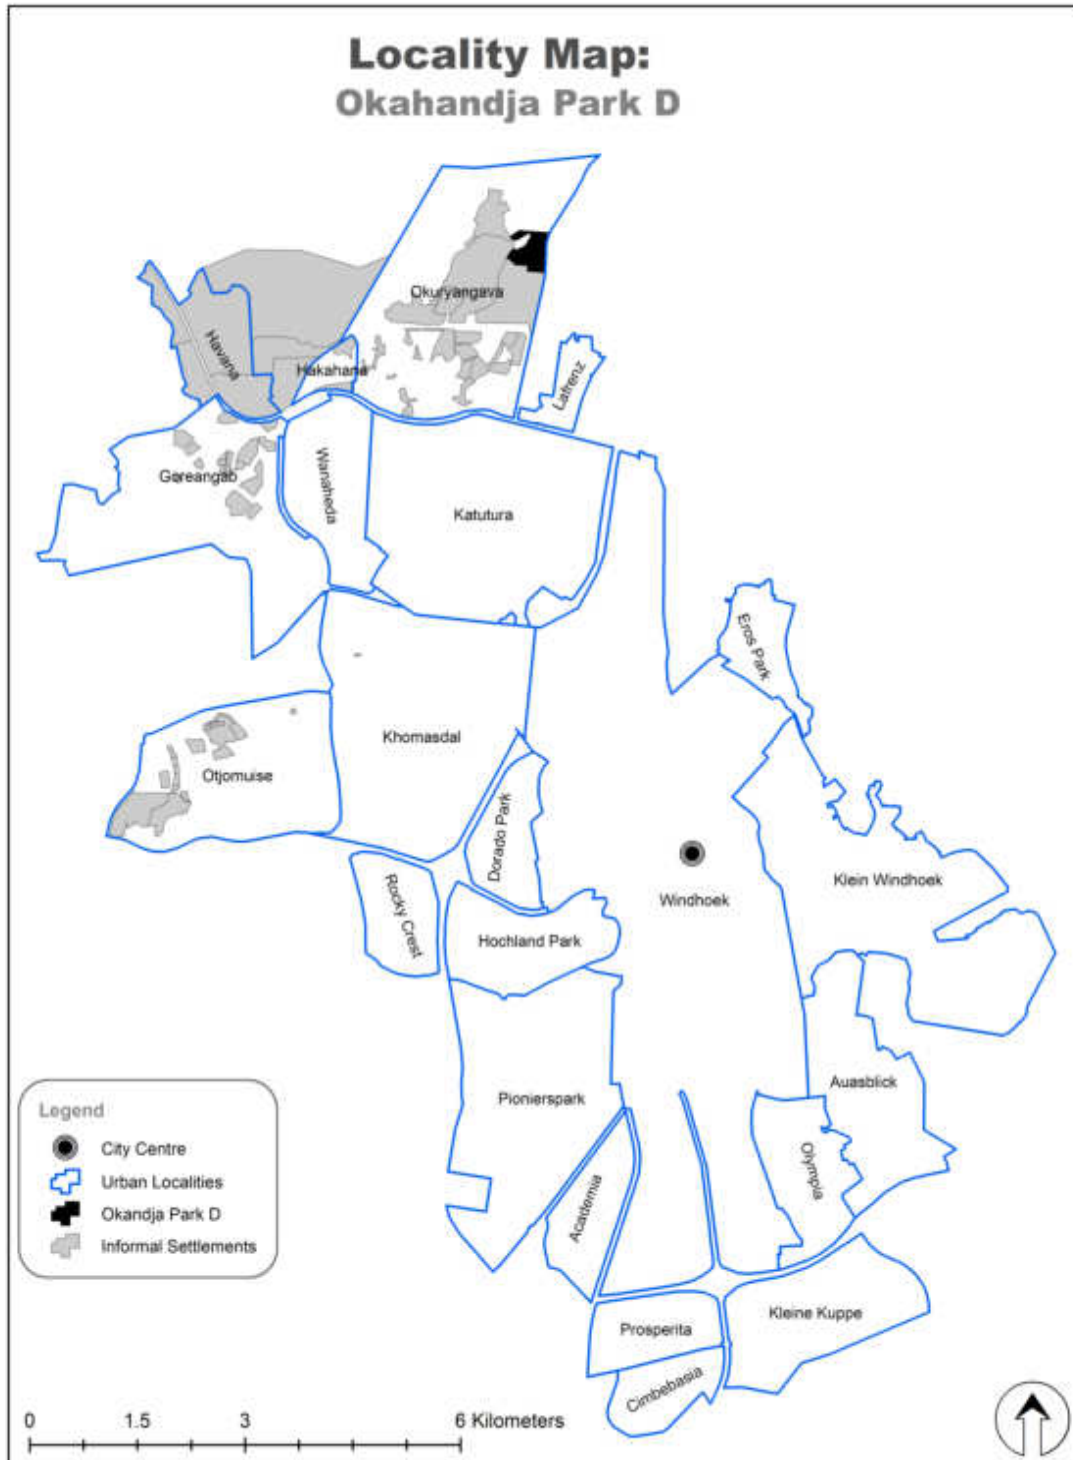 Locality Map:
Okahandja Park D
Okuryangava
Havana
Hakahana
Lafrenz
Goreangab
Wanaheda
Katutura
Eros Park
Khomasdal
Otjomuise
Dorado Park
Windhoek
Klein Windhoek
Rocky Crest
Hochland Park
Auasblick
Pionierspark
Olympia
Academia
Kleine Kuppe
Prosperita
Cimbebasia
Legend
City Centre
Urban Localities
Okandja Park D
Informal Settlements
0 1.5 3 6 Kilometers